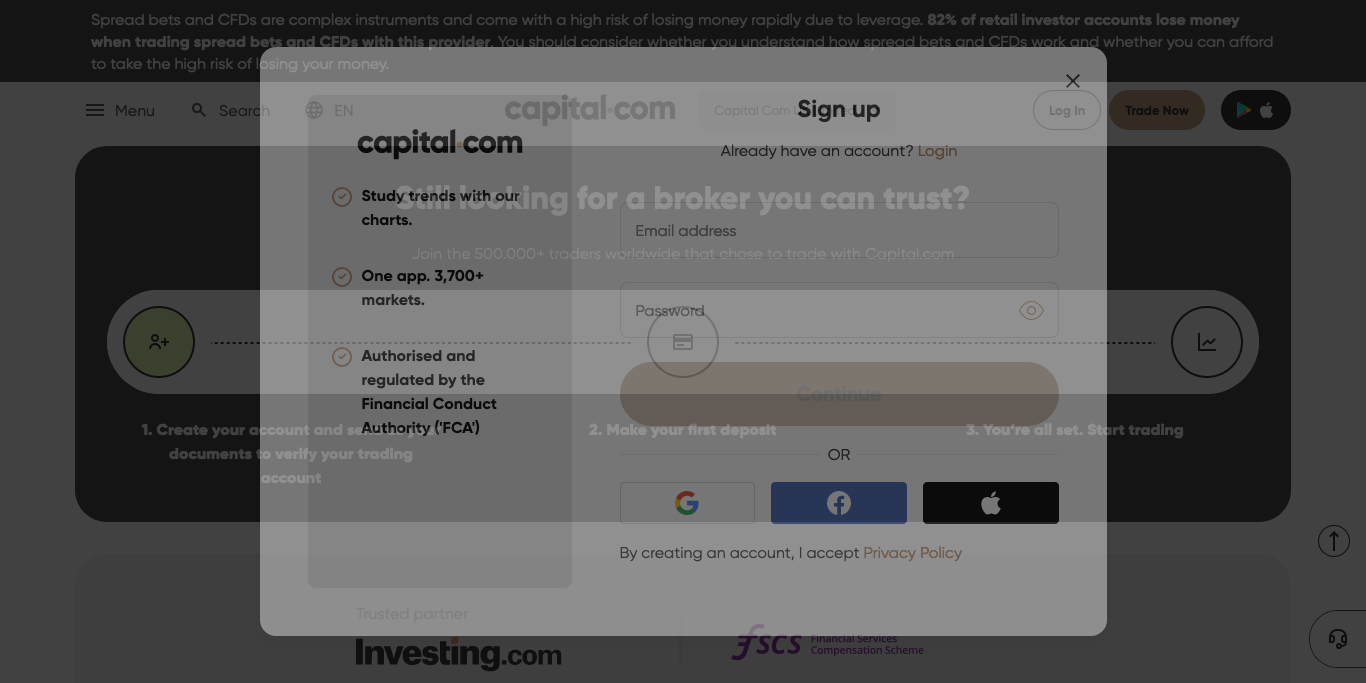 Spread bets and CFDs are complex instruments and come with a high risk of losing money rapidly due to leverage. 82% of retail investor accounts lose money
when trading spread bets and CFDs with this provider. You should consider whether you understand how spread bets and CFDs work and whether you can afford
to take the high risk of losing your money.
Menu
Search
EN
capital.com
Capital Com
Log In
Trade Now
Sign up
Already have an account? Login
capital.com
Study trends with our
charts.
One app. 3,700+
markets.
Authorised and
regulated by the
Financial Conduct
Authority ('FCA')
Email address
Password
Continue
OR
By creating an account, I accept Privacy Policy
Still looking for a broker you can trust?
Join the 500.000+ traders worldwide that chose to trade with Capital.com
1. Create your account and
documents to verify your trading
account
2. Make your first deposit
3. You're all set. Start trading
Trusted partner
Investing.com
fscs
Financial Services
Compensation Scheme